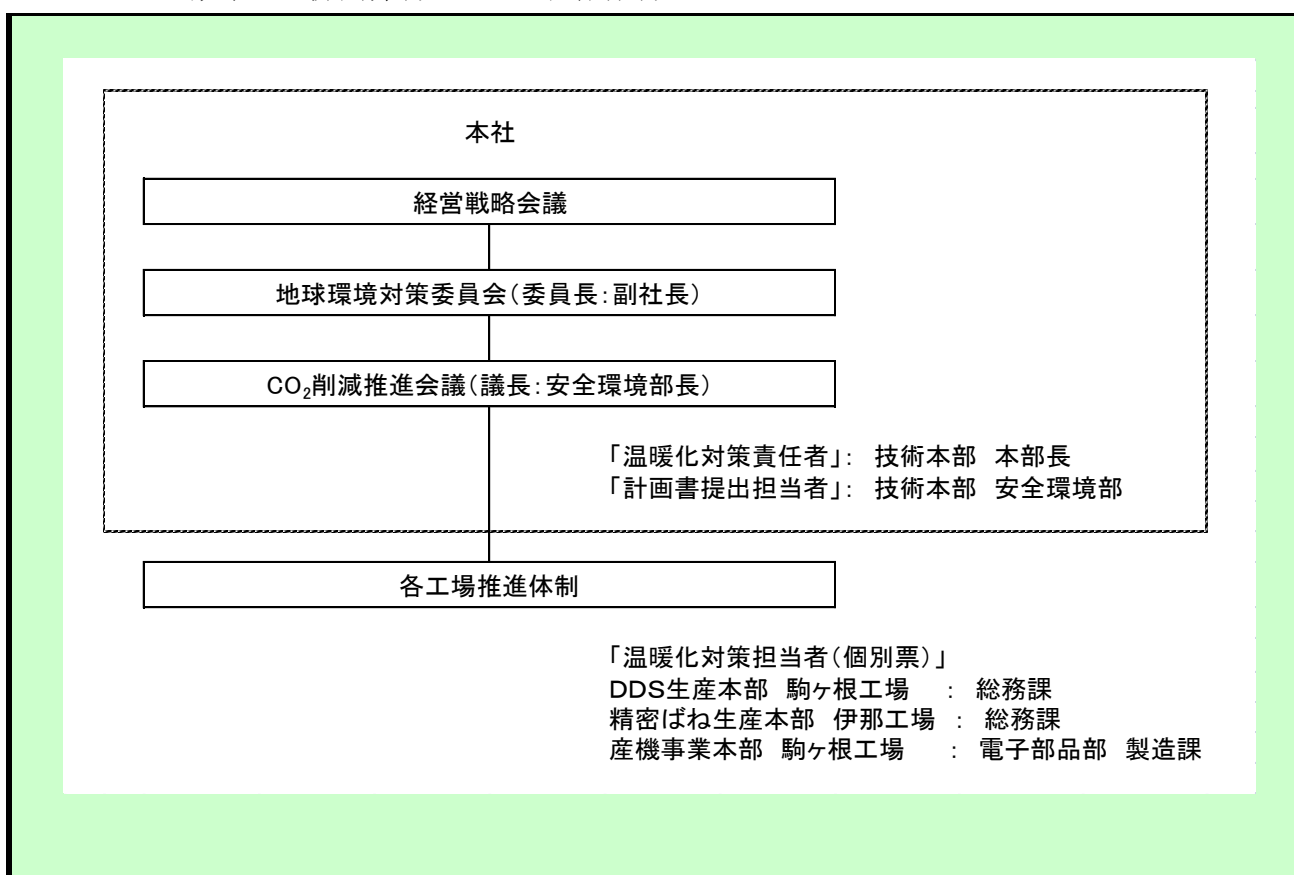 本社
経営戦略会議
地球環境対策委員会(委員長:副社長)
CO₂削減推進会議(議長:安全環境部長)
「温暖化対策責任者」: 技術本部 本部長
「計画書提出担当者」: 技術本部 安全環境部
各工場推進体制
「温暖化対策担当者(個別票)」
DDS生産本部 駒ヶ根工場 : 総務課
精密ばね生産本部 伊那工場 : 総務課
産機事業本部 駒ヶ根工場 : 電子部品部 製造課